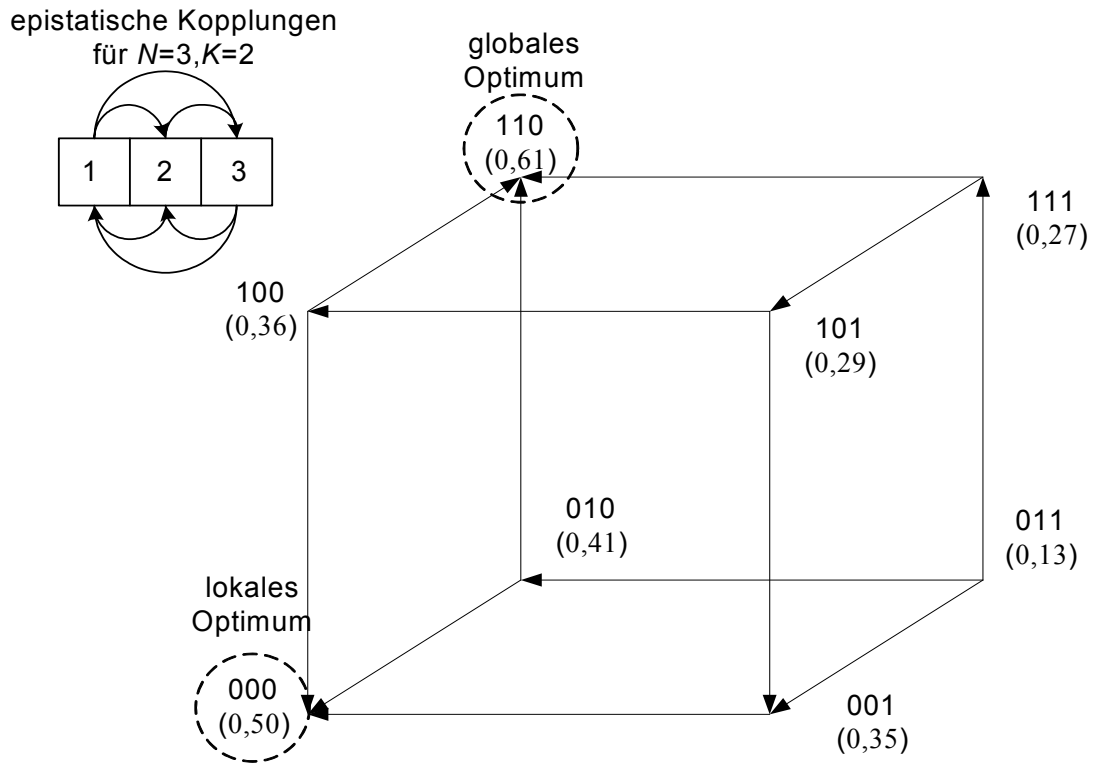 epistatische Kopplungen
für N=3,K=2
1 2 3
globales
Optimum
110
(0,61)
111
(0,27)
100
(0,36)
101
(0,29)
010
(0,41)
011
(0,13)
lokales
Optimum
000
(0,50)
001
(0,35)